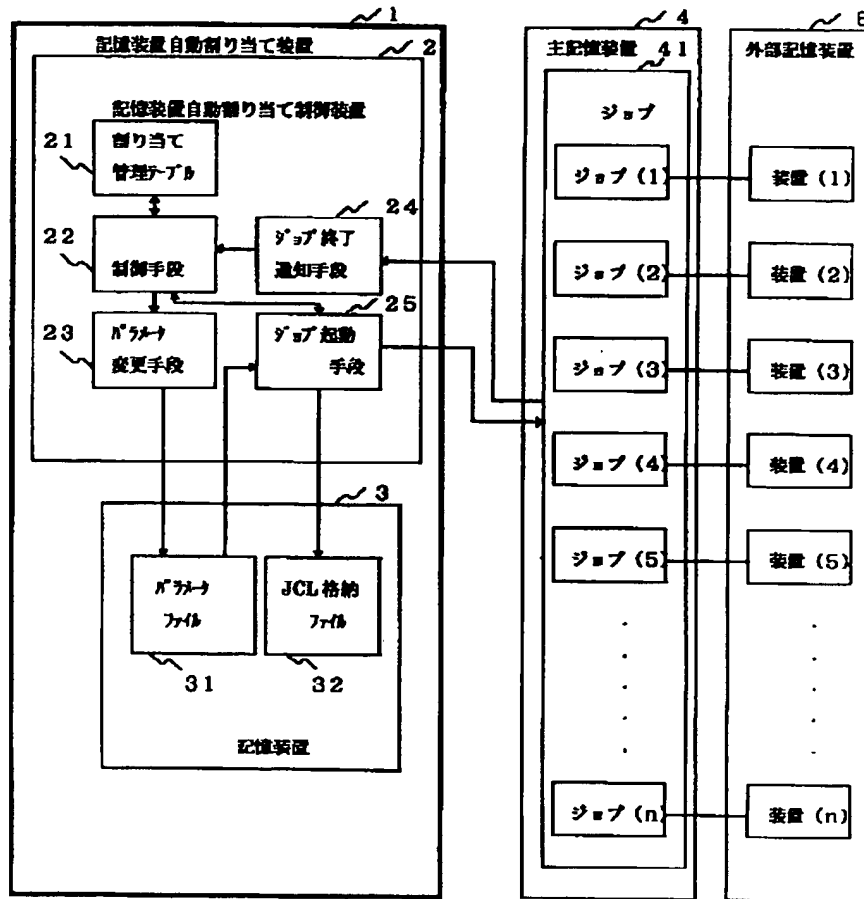 1
記憶装置自動割り当て装置
2
記憶装置自動割り当て制御装置
21
割り当て
管理テーブル
22
制御手段
24
ジョブ終了
通知手段
23
パラメータ
変更手段
25
ジョブ起動
手段
3
パラメータ
ファイル
31
JCL格納
ファイル
32
記憶装置
4
主記憶装置
41
ジョブ
ジョブ(1)
ジョブ(2)
ジョブ(3)
ジョブ(4)
ジョブ(5)
ジョブ(n)
外部記憶装置
装置(1)
装置(2)
装置(3)
装置(4)
装置(5)
装置(n)